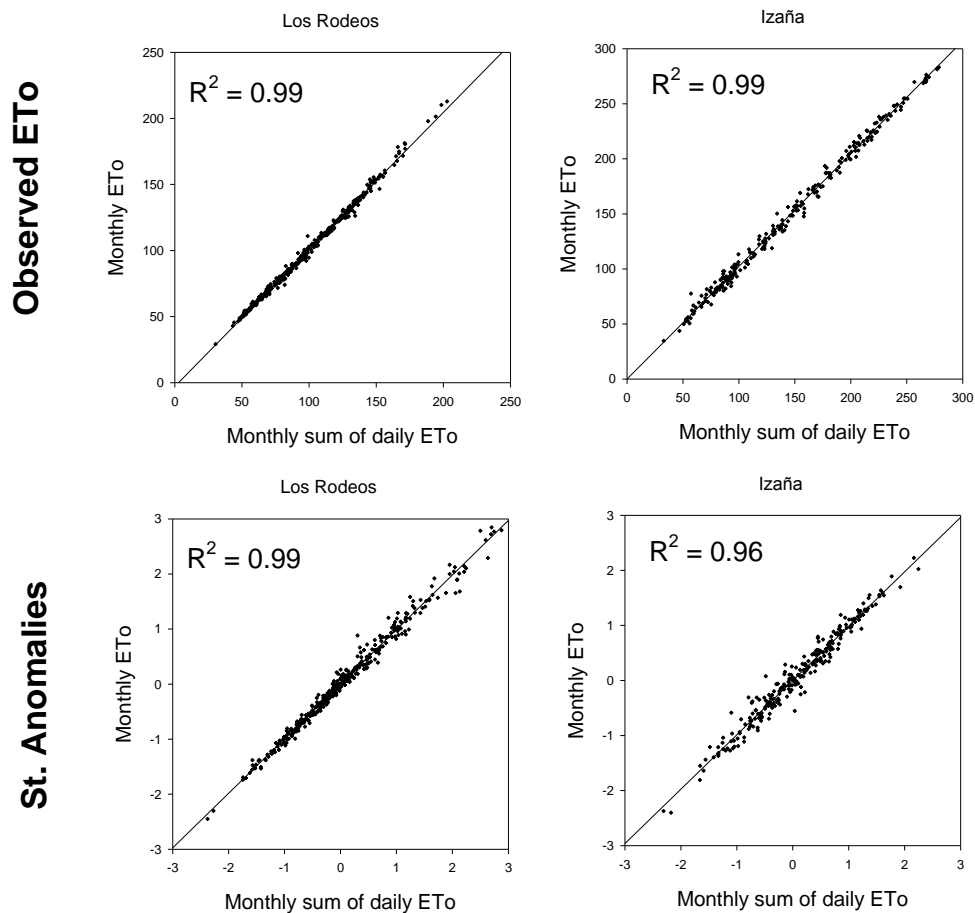 Observed ETo
Los Rodeos
R² = 0.99
Monthly ETo
250
200
150
100
50
0
0 50 100 150 200 250
Monthly sum of daily ETo
Izaña
R² = 0.99
Monthly ETo
300
250
200
150
100
50
0
0 50 100 150 200 250 300
Monthly sum of daily ETo
St. Anomalies
Los Rodeos
R² = 0.99
Monthly ETo
3
2
1
0
-1
-2
-3
-3 -2 -1 0 1 2 3
Monthly sum of daily ETo
Izaña
R² = 0.96
Monthly ETo
3
2
1
0
-1
-2
-3
-3 -2 -1 0 1 2 3
Monthly sum of daily ETo